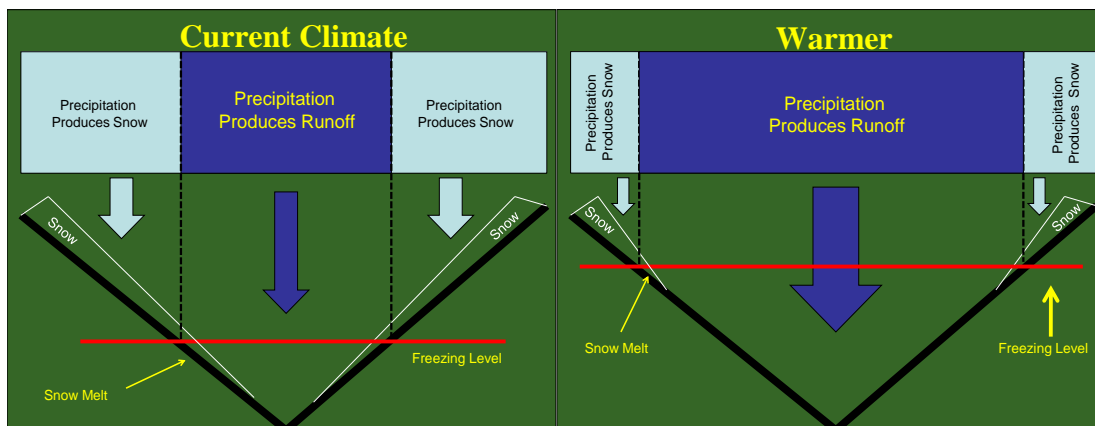 Current Climate
Precipitation
Produces Snow
Precipitation
Produces Runoff
Precipitation
Produces Snow
Snow
Snow
Freezing Level
Snow Melt
Warmer
Precipitation
Produces Snow
Precipitation
Produces Runoff
Precipitation
Produces Snow
Snow
Snow
Snow Melt
Freezing Level